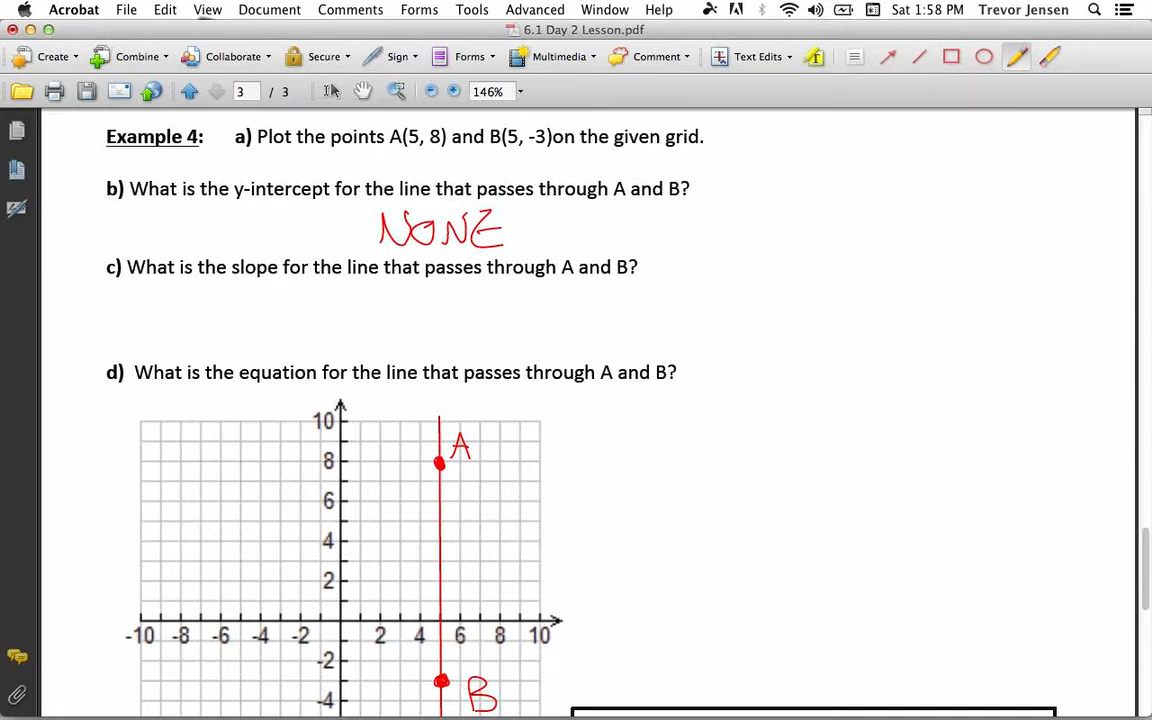 Acrobat File Edit View Document Comments Forms Tools Advanced Window Help Sat 1:58 PM Trevor Jensen
6.1 Day 2 Lesson.pdf
Create Combine Collaborate Secure Sign Forms Multimedia Comment Text Edits
3 / 3 146%
Example 4: a) Plot the points A(5, 8) and B(5, -3)on the given grid.
b) What is the y-intercept for the line that passes through A and B?
NONE
c) What is the slope for the line that passes through A and B?
d) What is the equation for the line that passes through A and B?
10
A
8
6
4
2
-10 -8 -6 -4 -2 2 4 6 8 10
-2
B
-4